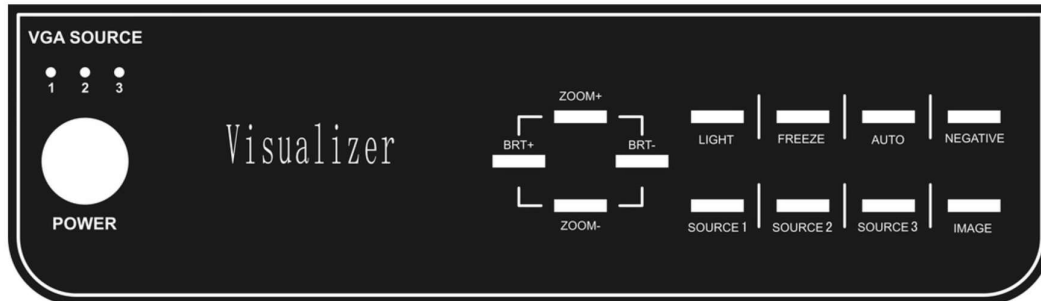 VGA SOURCE
1 2 3
POWER
Visualizer
ZOOM+
BRT+ BRT-
ZOOM-
LIGHT FREEZE AUTO NEGATIVE
SOURCE 1 SOURCE 2 SOURCE 3 IMAGE